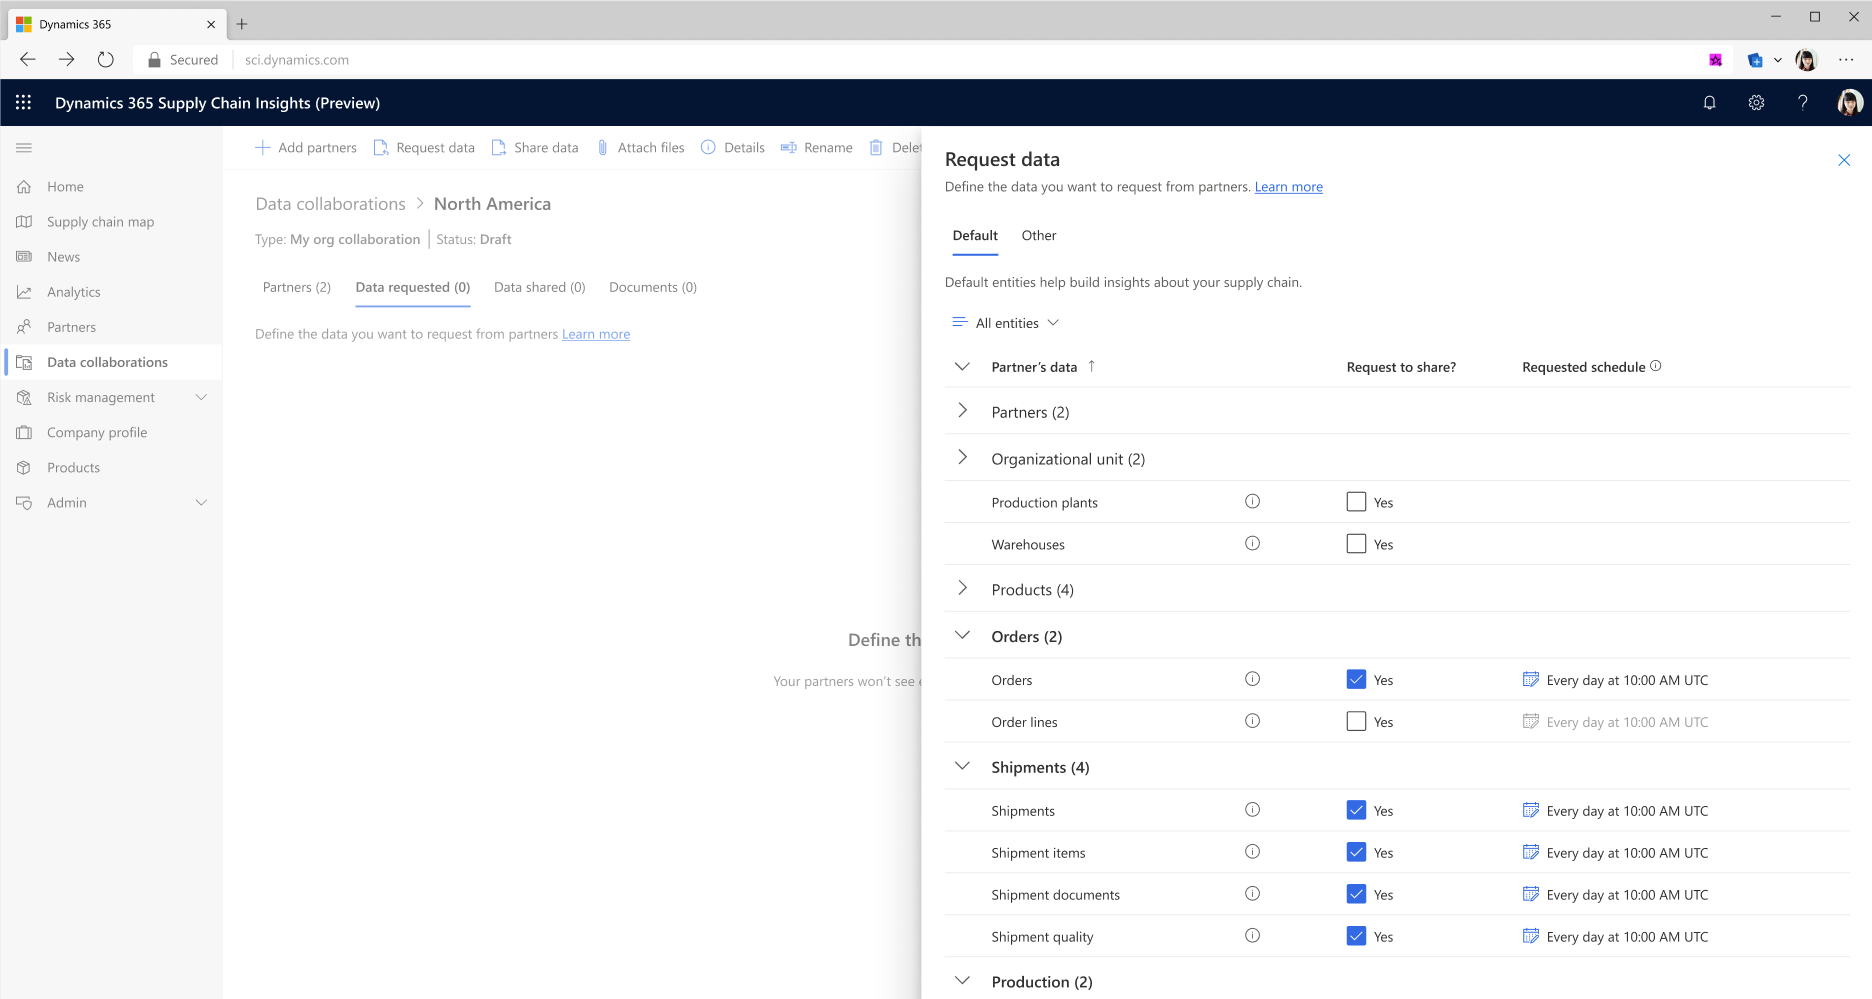 Dynamics 365
Secured
sci.dynamics.com
Dynamics 365 Supply Chain Insights (Preview)
Home
Supply chain map
News
Analytics
Partners
Data collaborations
Risk management
Company profile
Products
Admin
Add partners Request data Share data Attach files Details Rename
Data collaborations > North America
Type: My org collaboration | Status: Draft
Partners (2) Data requested (0) Data shared (0) Documents (0)
Define the data you want to request from partners Learn more
Define
Your partners won't see
Request data
Define the data you want to request from partners. Learn more
Default Other
Default entities help build insights about your supply chain.
All entities
Partner's data ↑ Request to share? Requested schedule
Partners (2)
Organizational unit (2)
Production plants Yes
Warehouses Yes
Products (4)
Orders (2)
Orders Yes Every day at 10:00 AM UTC
Order lines Yes Every day at 10:00 AM UTC
Shipments (4)
Shipments Yes Every day at 10:00 AM UTC
Shipment items Yes Every day at 10:00 AM UTC
Shipment documents Yes Every day at 10:00 AM UTC
Shipment quality Yes Every day at 10:00 AM UTC
Production (2)